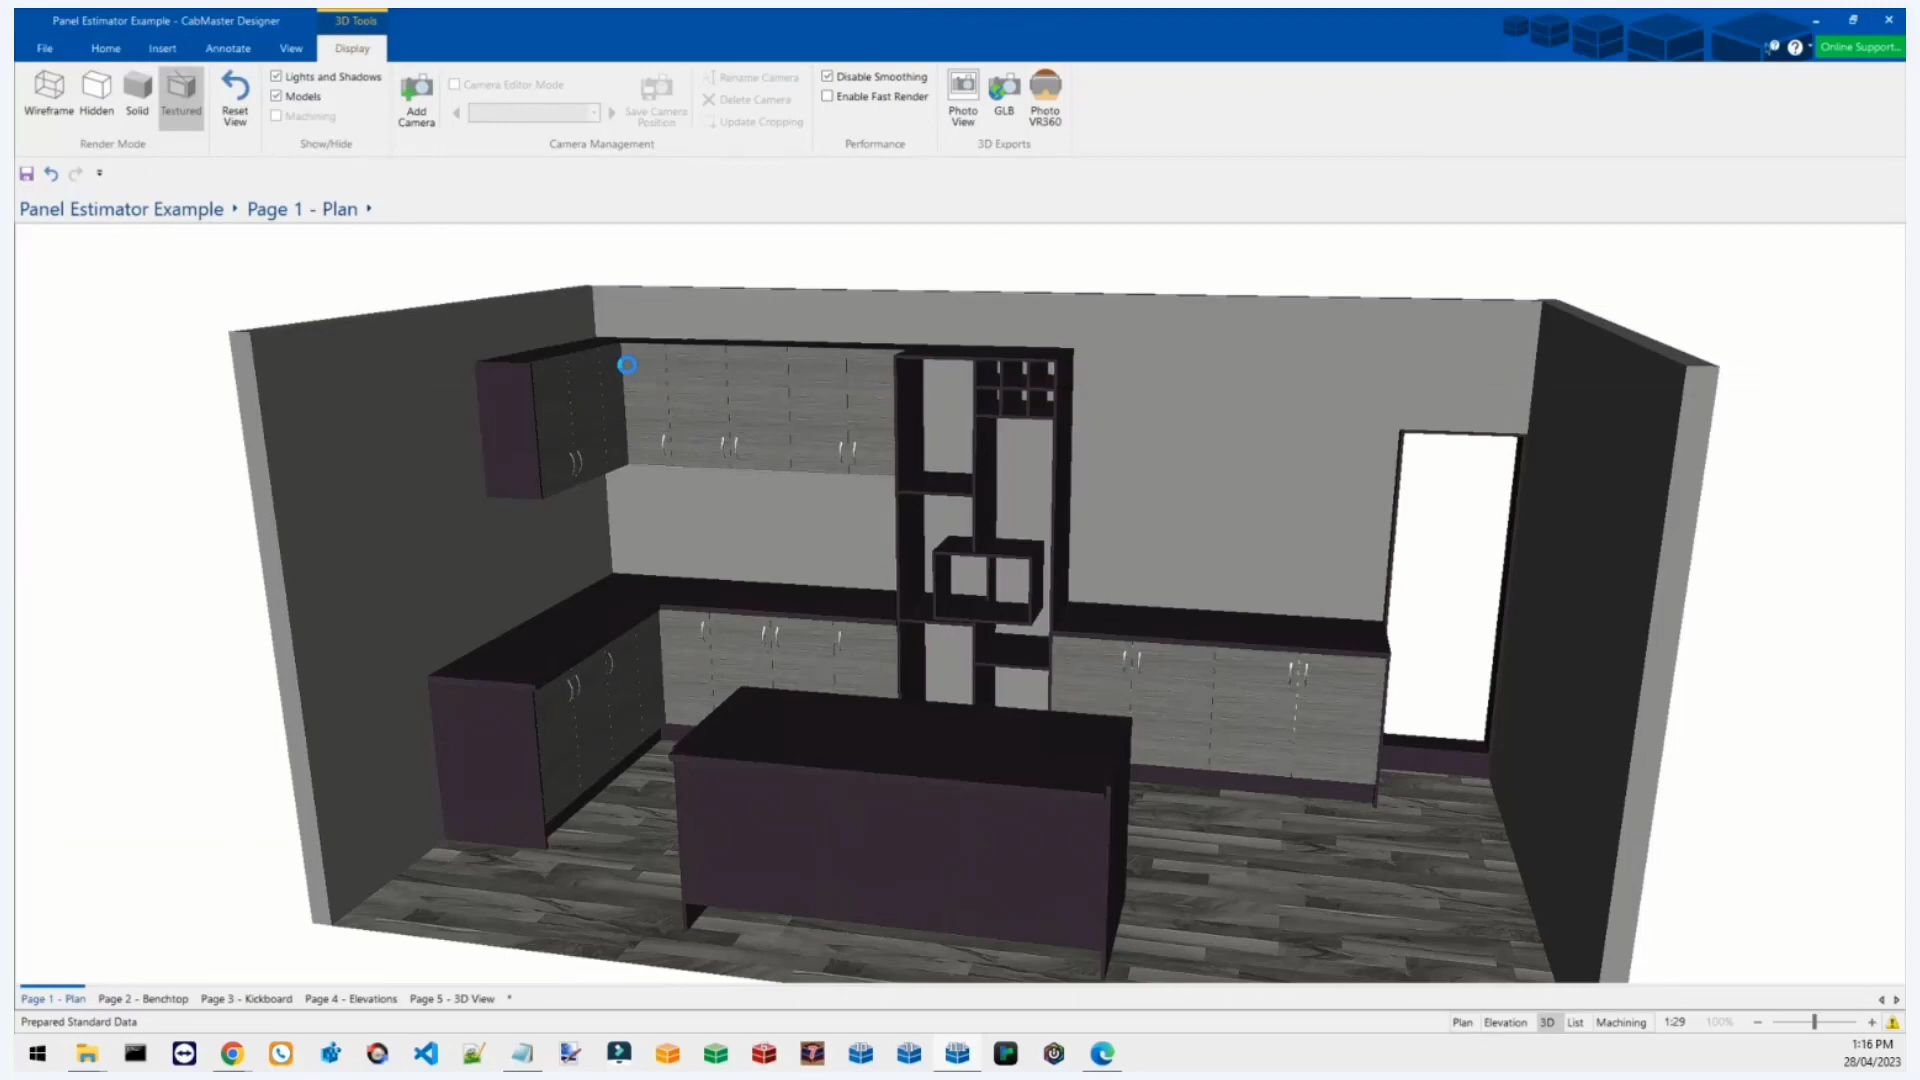 Panel Estimator Example - CabMaster Designer
3D Tools
File
Home
Insert
Annotate
View
Display
Online Support...
Wireframe
Hidden
Solid
Textured
Render Mode
Reset
View
Lights and Shadows
Models
Machining
Show/Hide
Add
Camera
Camera Editor Mode
Save Camera
Position
Rename Camera
Delete Camera
Update Cropping
Camera Management
Disable Smoothing
Enable Fast Render
Performance
Photo
View
GLB
Photo
VR360
3D Exports
Panel Estimator Example
Page 1 - Plan
Page 1 - Plan
Page 2 - Benchtop
Page 3 - Kickboard
Page 4 - Elevations
Page 5 - 3D View
*
Prepared Standard Data
Plan
Elevation
3D
List
Machining
1:29
100%
1:16 PM
28/04/2023